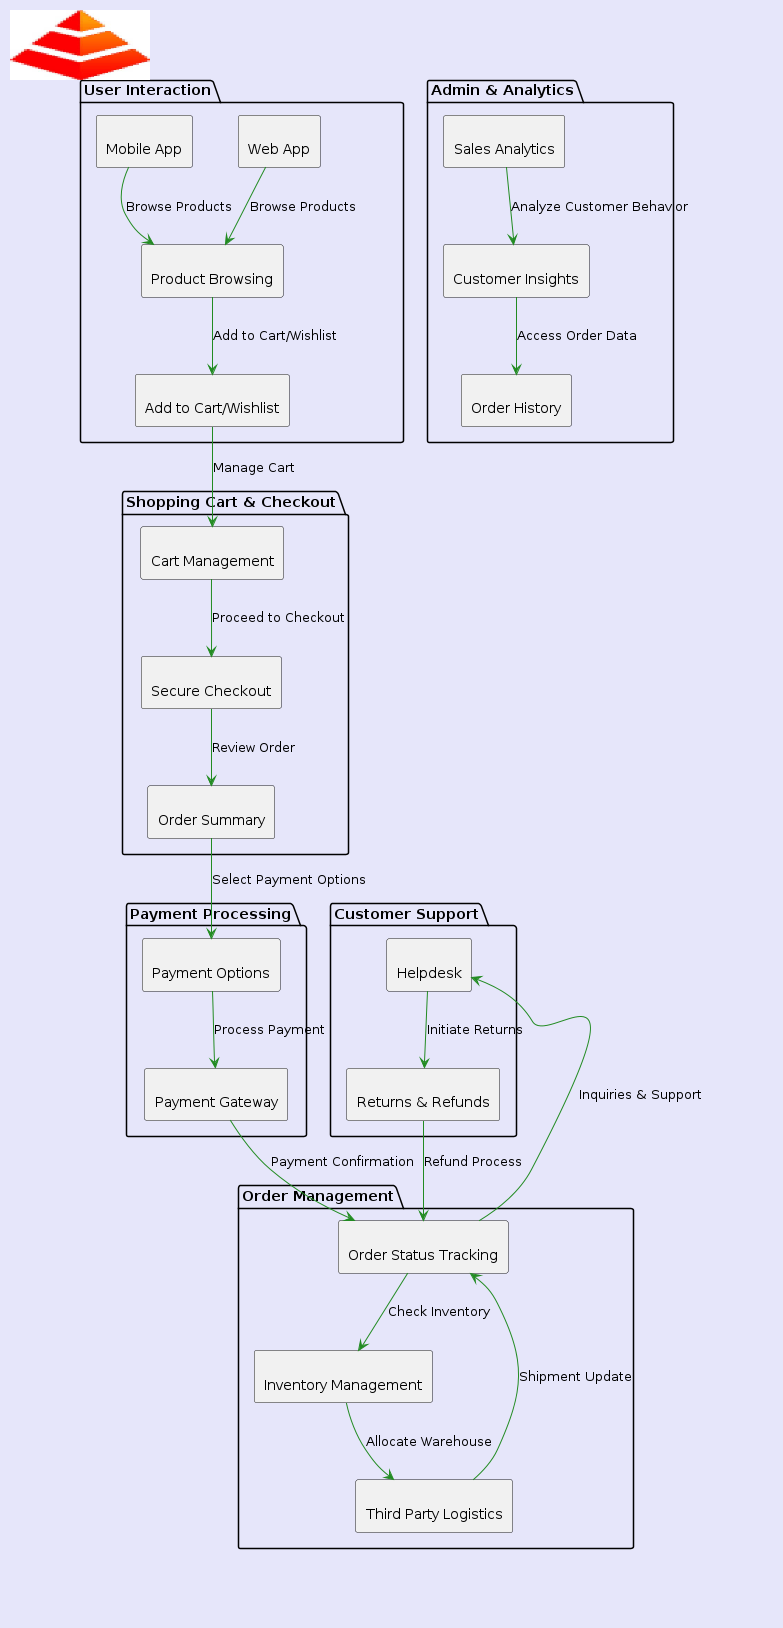 User Interaction
Mobile App
Web App
Browse Products
Browse Products
Product Browsing
Add to Cart/Wishlist
Add to Cart/Wishlist
Admin & Analytics
Sales Analytics
Analyze Customer Behavior
Customer Insights
Access Order Data
Order History
Manage Cart
Shopping Cart & Checkout
Cart Management
Proceed to Checkout
Secure Checkout
Review Order
Order Summary
Select Payment Options
Payment Processing
Payment Options
Process Payment
Payment Gateway
Customer Support
Helpdesk
Initiate Returns
Returns & Refunds
Inquiries & Support
Payment Confirmation
Refund Process
Order Management
Order Status Tracking
Check Inventory
Inventory Management
Shipment Update
Allocate Warehouse
Third Party Logistics